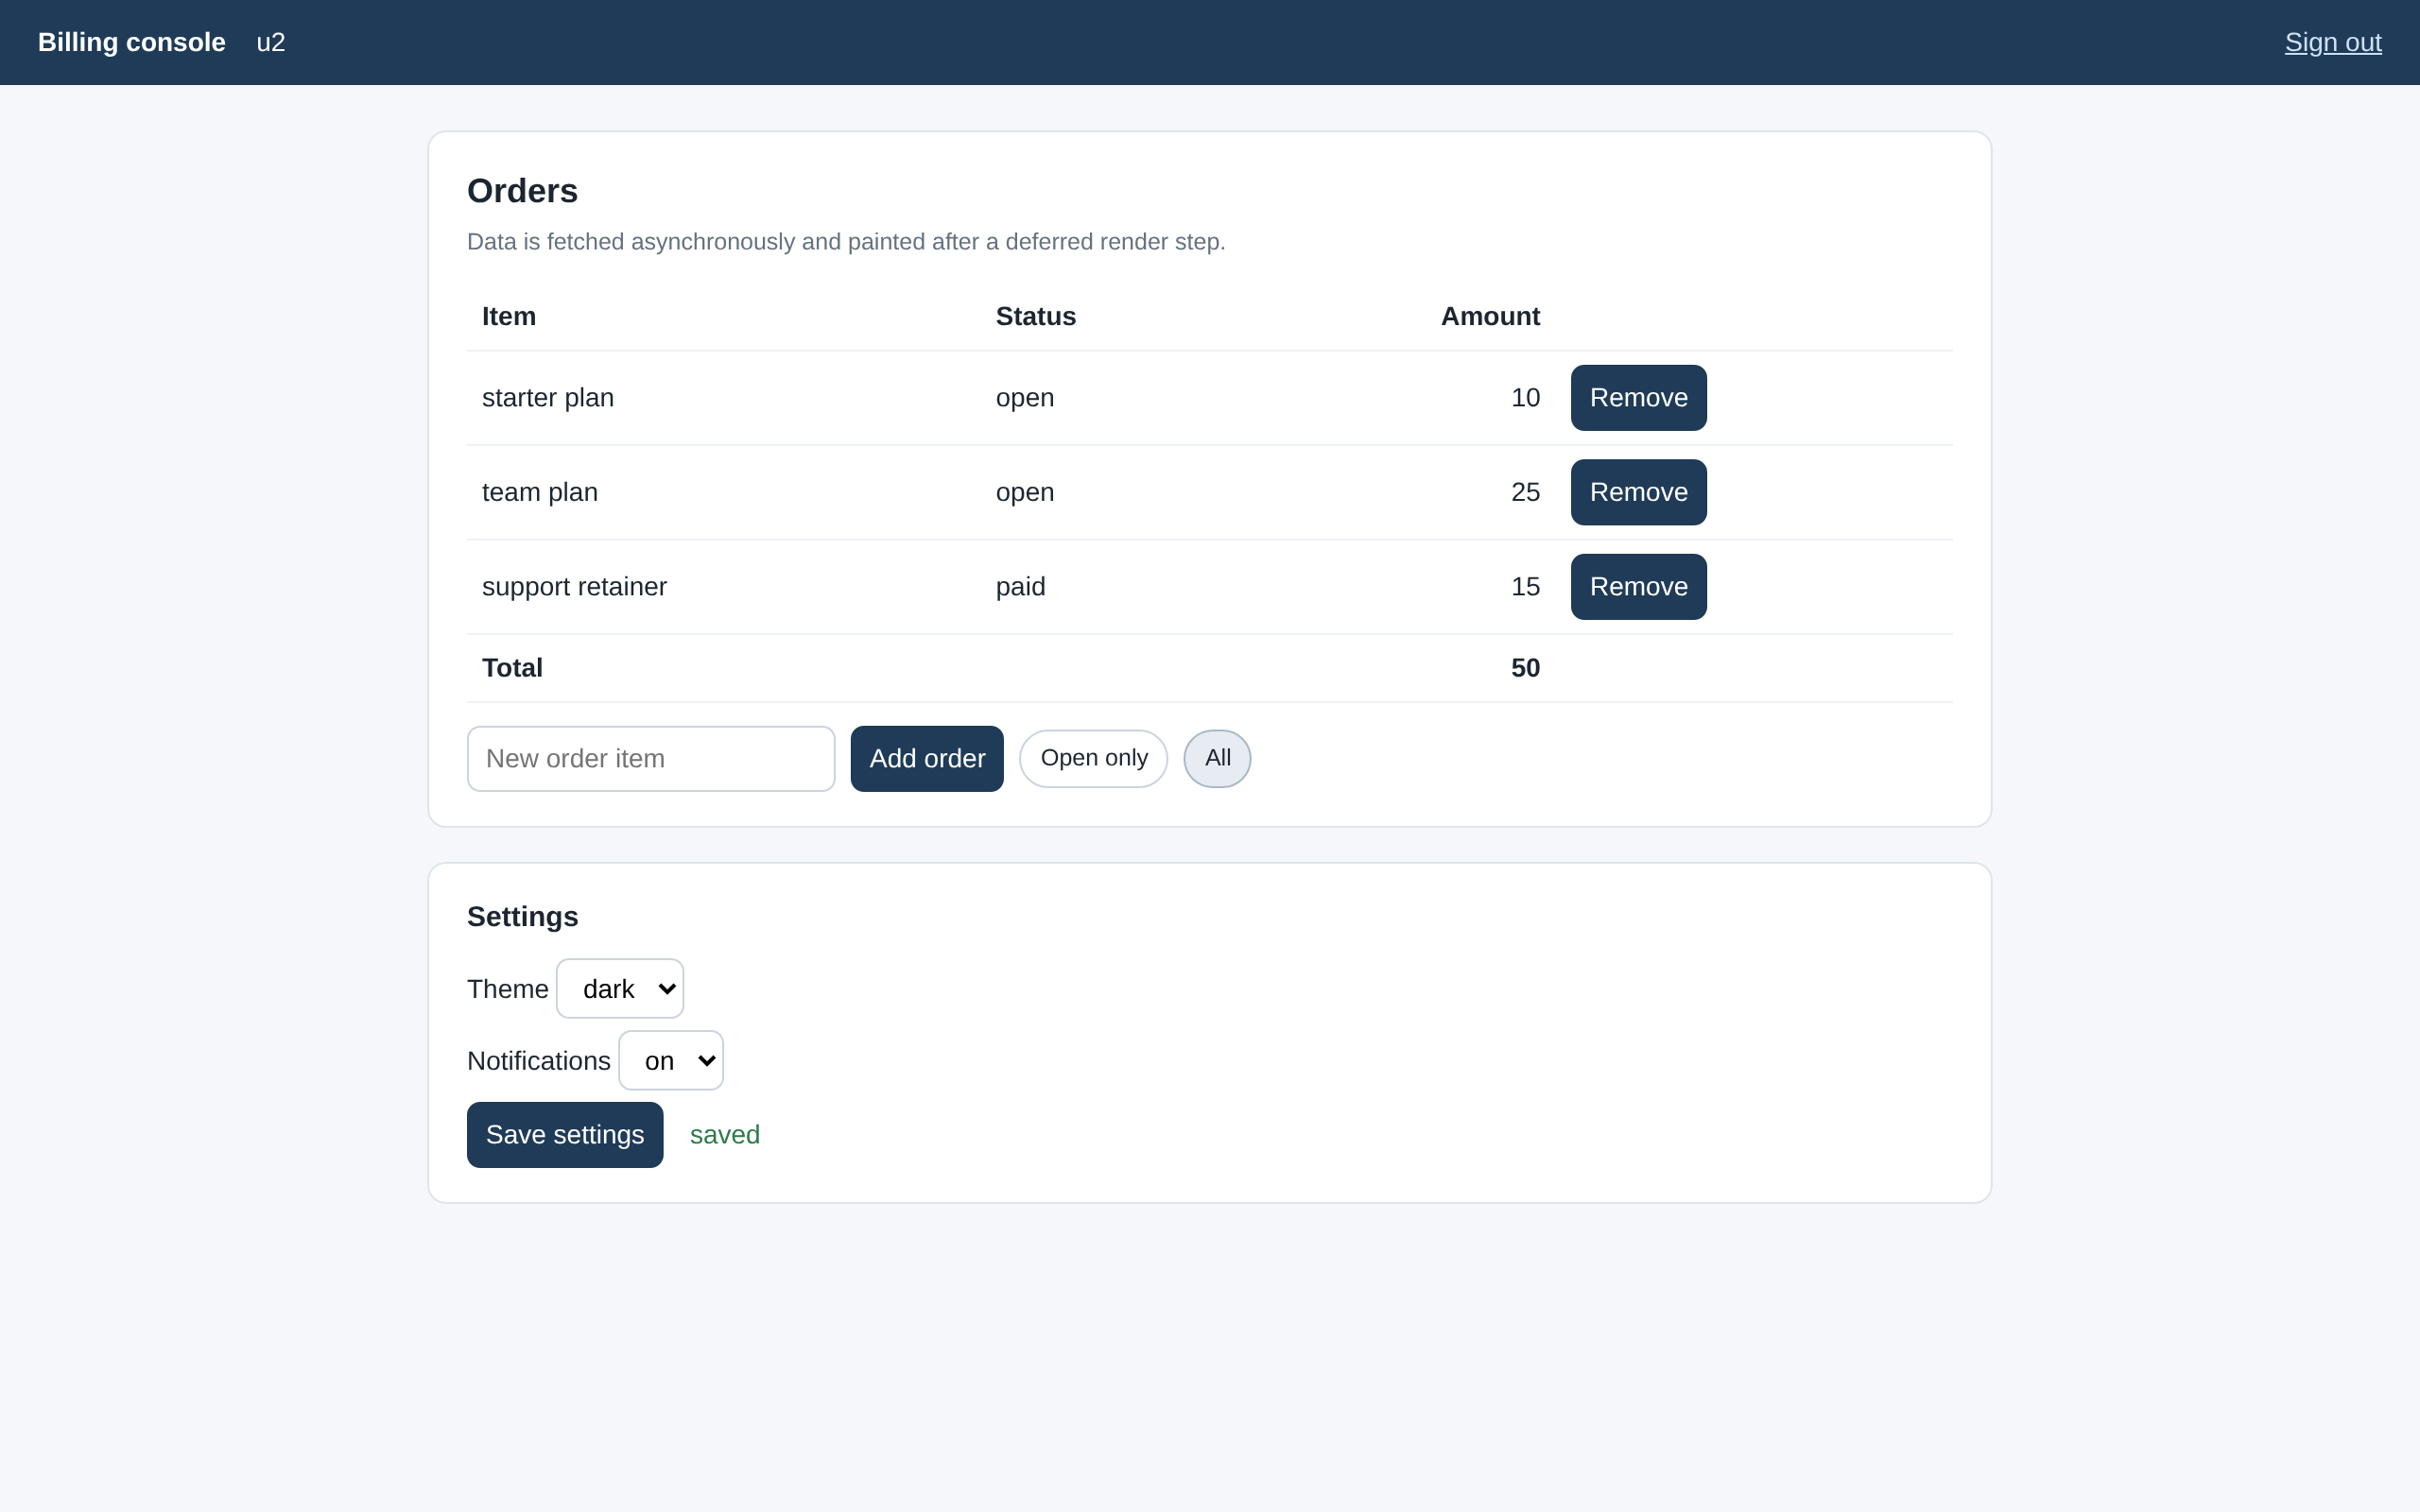 Billing console u2 Sign out
Orders
Data is fetched asynchronously and painted after a deferred render step.
Item Status Amount
starter plan open 10 Remove
team plan open 25 Remove
support retainer paid 15 Remove
Total 50
New order item Add order Open only All
Settings
Theme dark
Notifications on
Save settings saved